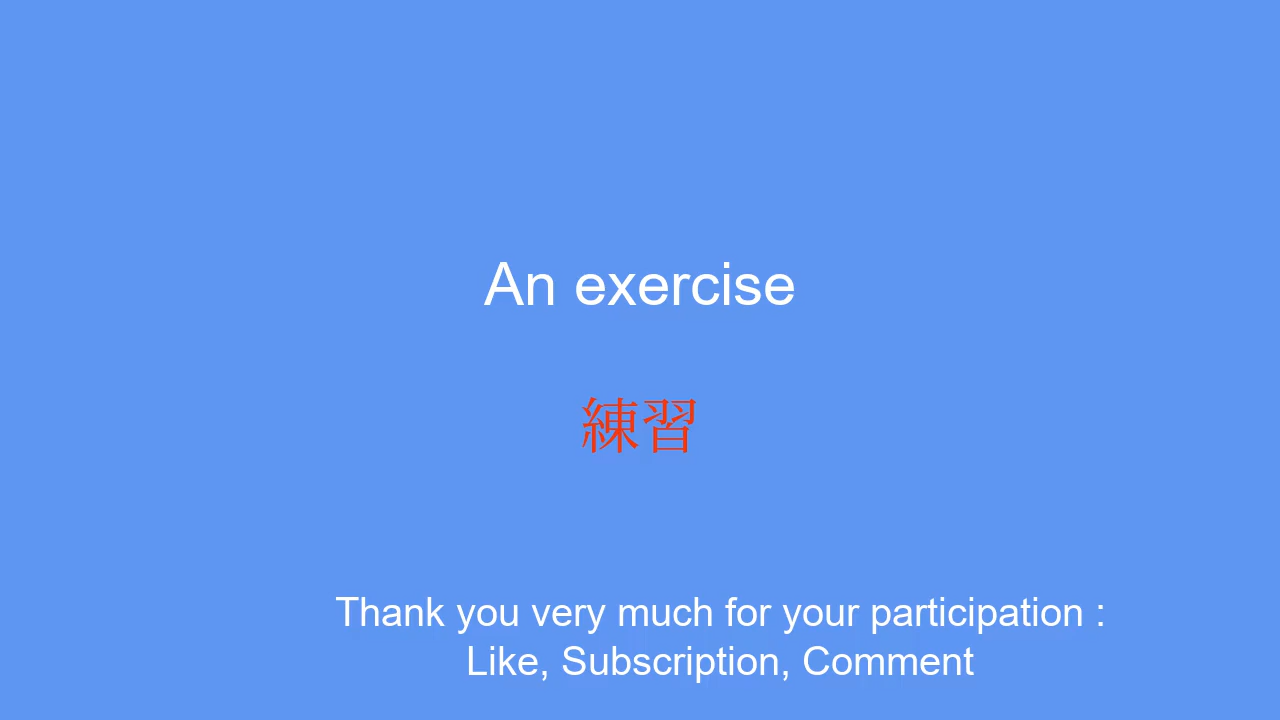 An exercise
練習
Thank you very much for your participation :
Like, Subscription, Comment